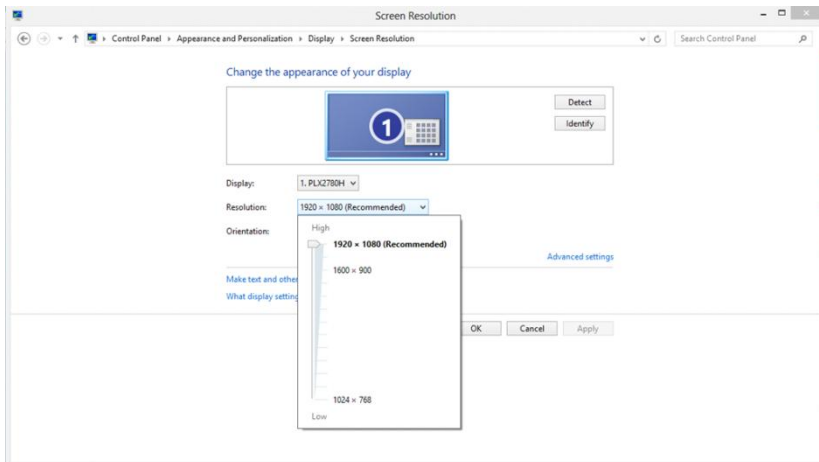 Screen Resolution
Control Panel Appearance and Personalization Display Screen Resolution
Search Control Panel
Change the appearance of your display
1
Detect
Identify
Display: 1. PLX2780H
Resolution: 1920 × 1080 (Recommended)
Orientation:
High
1920 × 1080 (Recommended)
Advanced settings
1600 × 900
Make text and other
What display setting
OK Cancel Apply
1024 × 768
Low